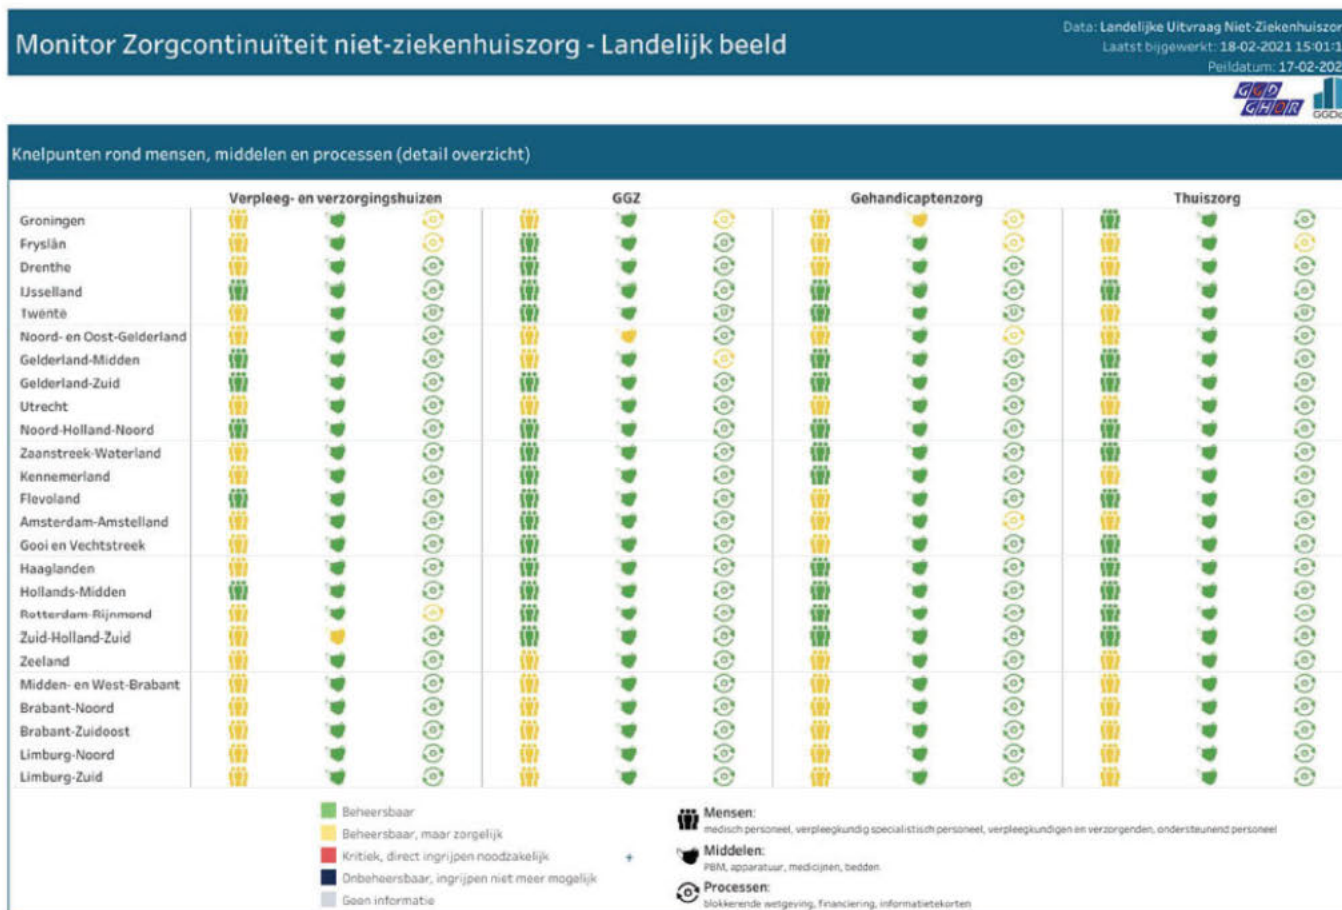 Monitor Zorgcontinuïteit niet-ziekenhuiszorg - Landelijk beeld
Data: Landelijke Uitvraag Niet-Ziekenhuiszor
Laatst bijgewerkt: 18-02-2021 15:01:1
Peildatum: 17-02-202
GGD
GHOR
Knelpunten rond mensen, middelen en processen (detail overzicht)
Verpleeg- en verzorgingshuizen GGZ Gehandicaptenzorg Thuiszorg
Groningen
Fryslân
Drenthe
IJsselland
Twente
Noord- en Oost-Gelderland
Gelderland-Midden
Gelderland-Zuid
Utrecht
Noord-Holland-Noord
Zaanstreek-Waterland
Kennemerland
Flevoland
Amsterdam-Amstelland
Gooi en Vechtstreek
Haaglanden
Hollands-Midden
Rotterdam-Rijnmond
Zuid-Holland-Zuid
Zeeland
Midden- en West-Brabant
Brabant-Noord
Brabant-Zuidoost
Limburg-Noord
Limburg-Zuid
Beheersbaar
Beheersbaar, maar zorgelijk
Kritiek, direct ingrijpen noodzakelijk
Onbeheersbaar, ingrijpen niet meer mogelijk
Geen informatie
+
Mensen:
medisch personeel, verpleegkundig specialistisch personeel, verpleegkundigen en verzorgenden, ondersteunend personeel
Middelen:
PBM, apparatuur, medicijnen, bedden
Processen:
blokkerende wetgeving, financiering, informatietekorten